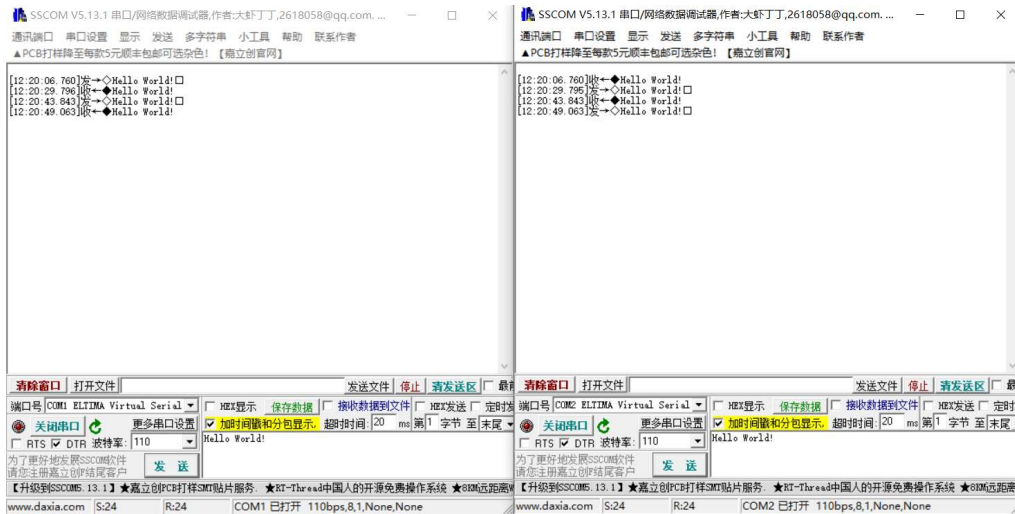 SSCOM V5.13.1 串口/网络数据调试器,作者:大虾丁丁,2618058@qq.com. ...
通讯端口 串口设置 显示 发送 多字符串 小工具 帮助 联系作者
▲PCB打样降至每款5元顺丰包邮可选杂色! 【嘉立创官网】
[12:20:06.760]发→◇Hello World!□
[12:20:29.796]收←◆Hello World!
[12:20:43.843]发→◇Hello World!□
[12:20:49.063]收←◆Hello World!
清除窗口 打开文件 发送文件 停止 清发送区 最前
端口号 COM1 ELTIMA Virtual Serial HEX显示 保存数据 接收数据到文件 HEX发送 定时发
关闭串口 更多串口设置 加时间戳和分包显示, 超时时间: 20 ms 第1 字节 至 末尾
RTS DTR 波特率: 110 Hello World!
为了更好地发展SSCOM软件
请您注册嘉立创F结尾客户 发 送
【升级到SSCOM5.13.1】★嘉立创PCB打样SMT贴片服务. ★RT-Thread中国人的开源免费操作系统 ★8KM远距离W
www.daxia.com S:24 R:24 COM1 已打开 110bps,8,1,None,None
SSCOM V5.13.1 串口/网络数据调试器,作者:大虾丁丁,2618058@qq.com. ...
通讯端口 串口设置 显示 发送 多字符串 小工具 帮助 联系作者
▲PCB打样降至每款5元顺丰包邮可选杂色! 【嘉立创官网】
[12:20:06.760]收←◆Hello World!
[12:20:29.795]发→◇Hello World!□
[12:20:43.843]收←◆Hello World!
[12:20:49.063]发→◇Hello World!□
清除窗口 打开文件 发送文件 停止 清发送区 最
端口号 COM2 ELTIMA Virtual Serial HEX显示 保存数据 接收数据到文件 HEX发送 定时
关闭串口 更多串口设置 加时间戳和分包显示, 超时时间: 20 ms 第1 字节 至 末尾
RTS DTR 波特率: 110 Hello World!
为了更好地发展SSCOM软件
请您注册嘉立创F结尾客户 发 送
【升级到SSCOM5.13.1】★嘉立创PCB打样SMT贴片服务. ★RT-Thread中国人的开源免费操作系统 ★8KM远距离
www.daxia.com S:24 R:24 COM2 已打开 110bps,8,1,None,None